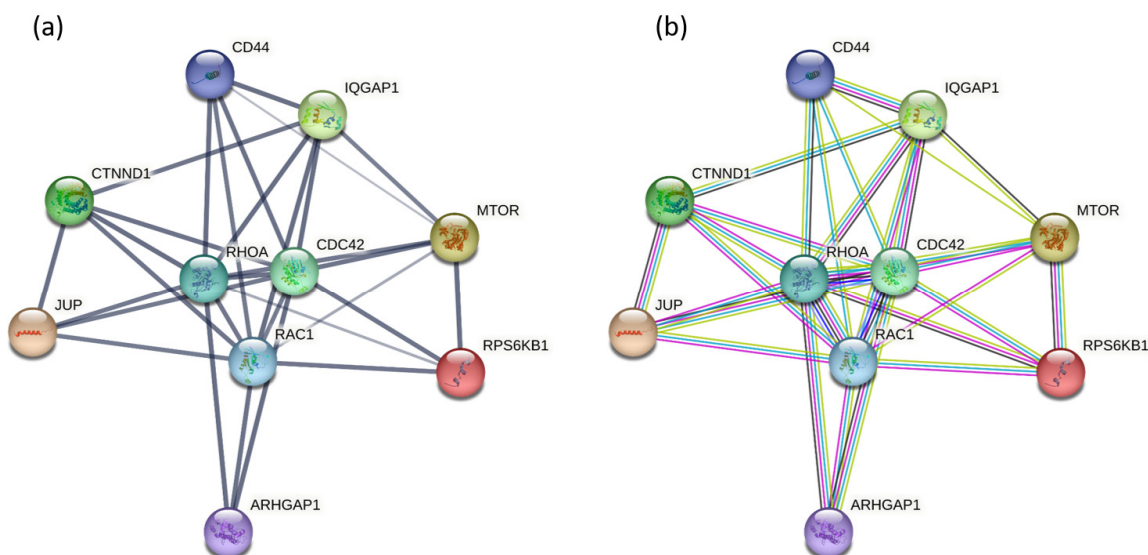 (a)
CD44
IQGAP1
CTNND1
MTOR
RHOA
CDC42
JUP
RAC1
RPS6KB1
ARHGAP1
(b)
CD44
IQGAP1
CTNND1
MTOR
RHOA
CDC42
JUP
RAC1
RPS6KB1
ARHGAP1